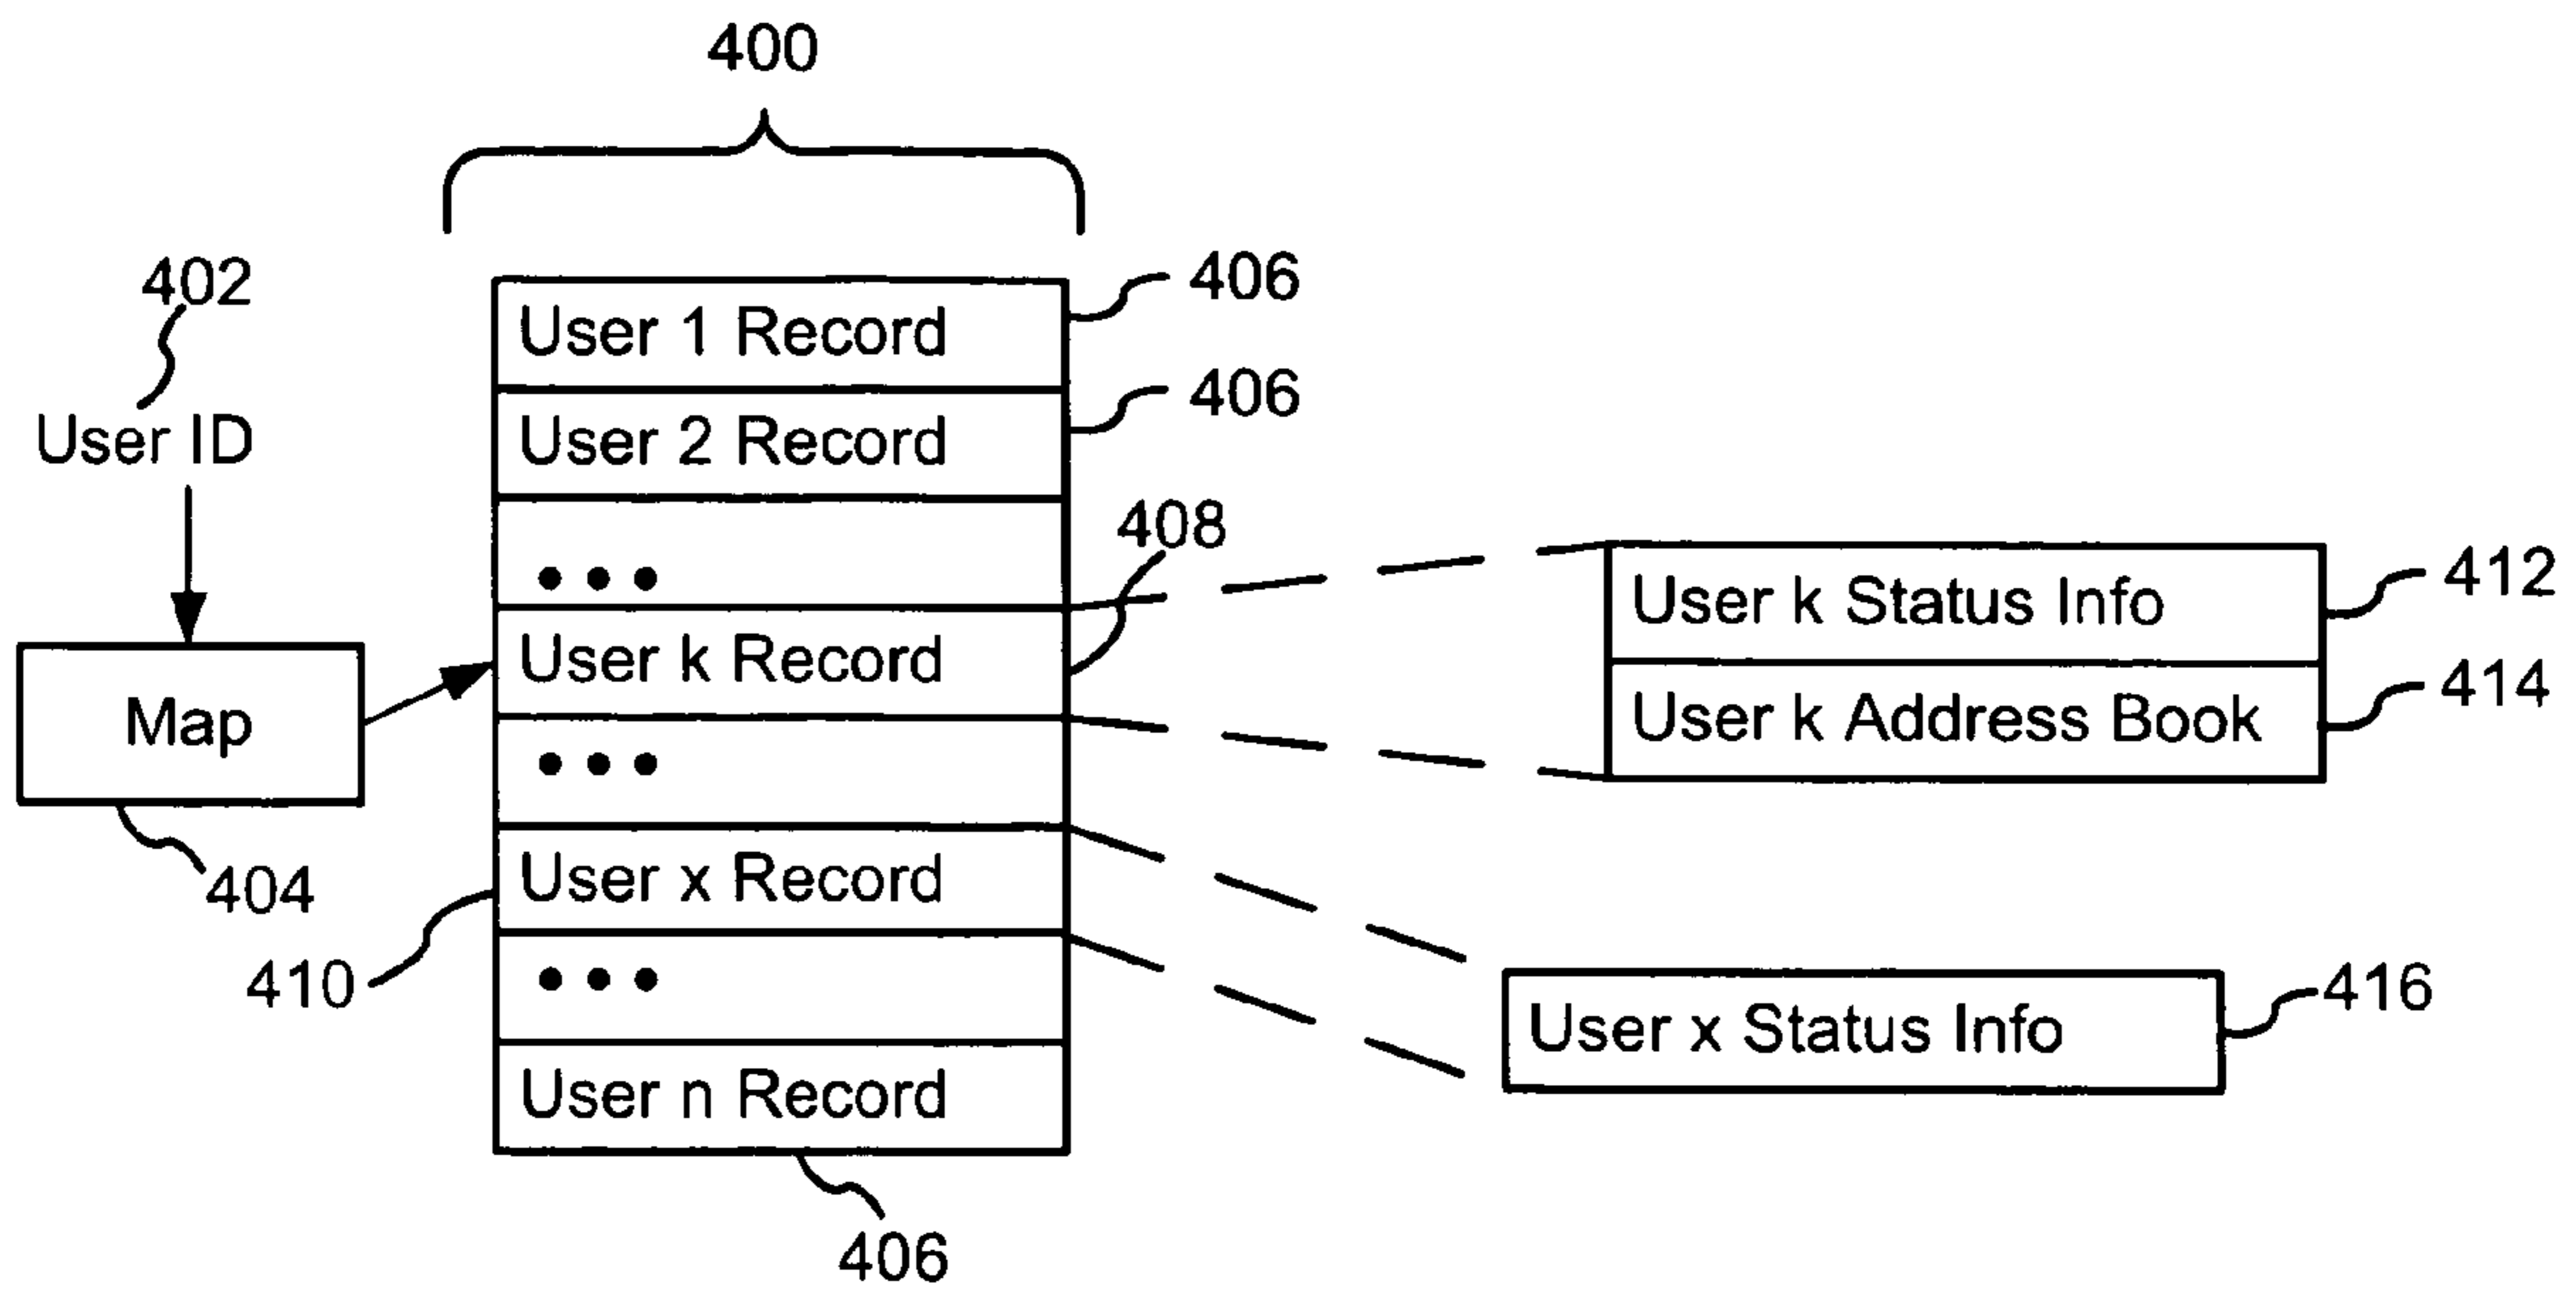 400
402
User ID
Map
404
User 1 Record
406
User 2 Record
406
• • •
408
User k Record
• • •
User x Record
410
• • •
User n Record
406
User k Status Info
412
User k Address Book
414
User x Status Info
416